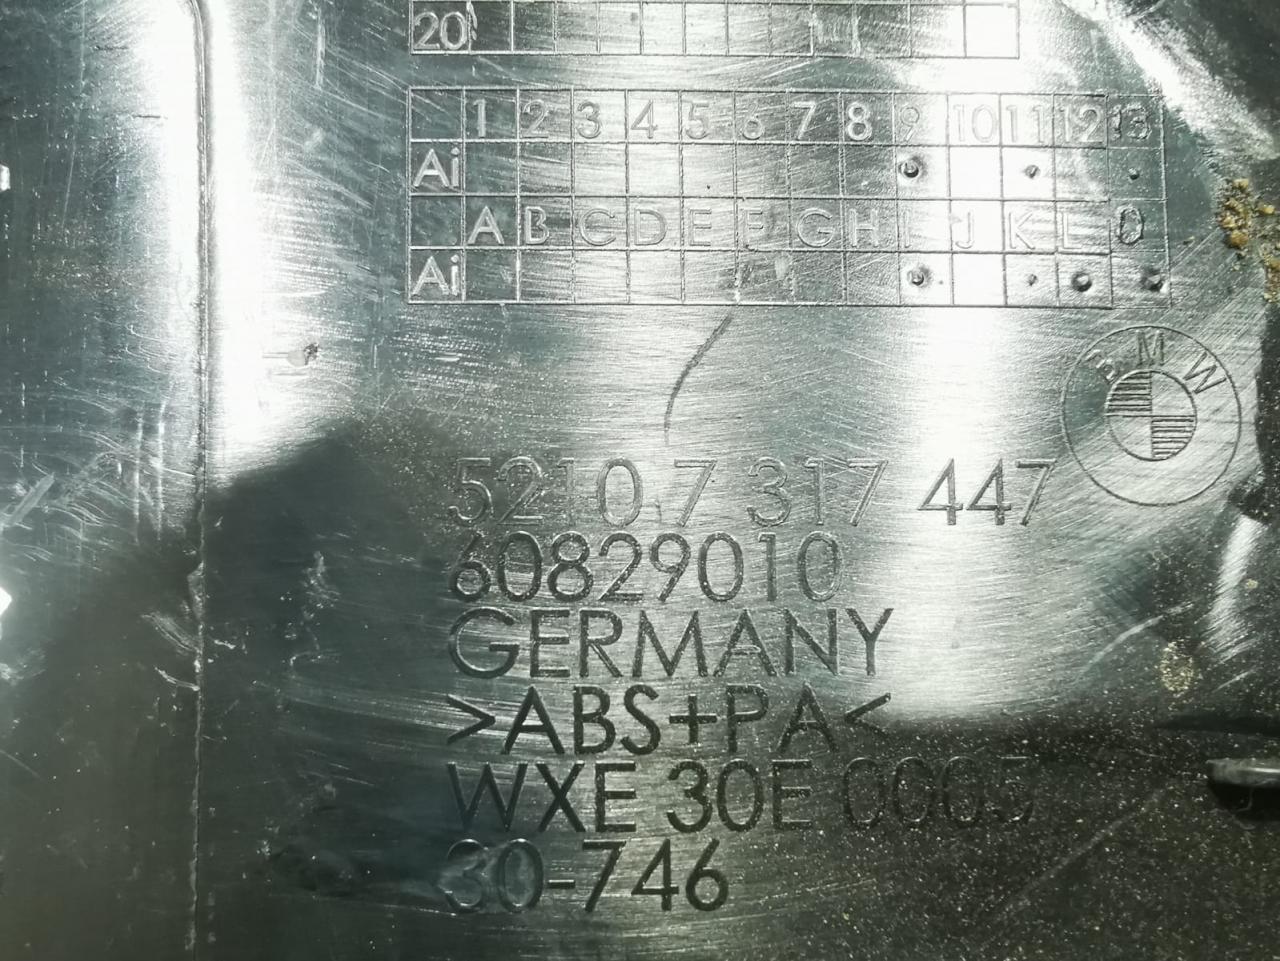 20
1 2 3 4 5 6 7 8 9 10 11 12 13
Ai
A B C D E F G H I J K L 0
Ai
BMW
5210 7 317 447
60829010
GERMANY
>ABS+PA<
WXE 30E 0005
30-746